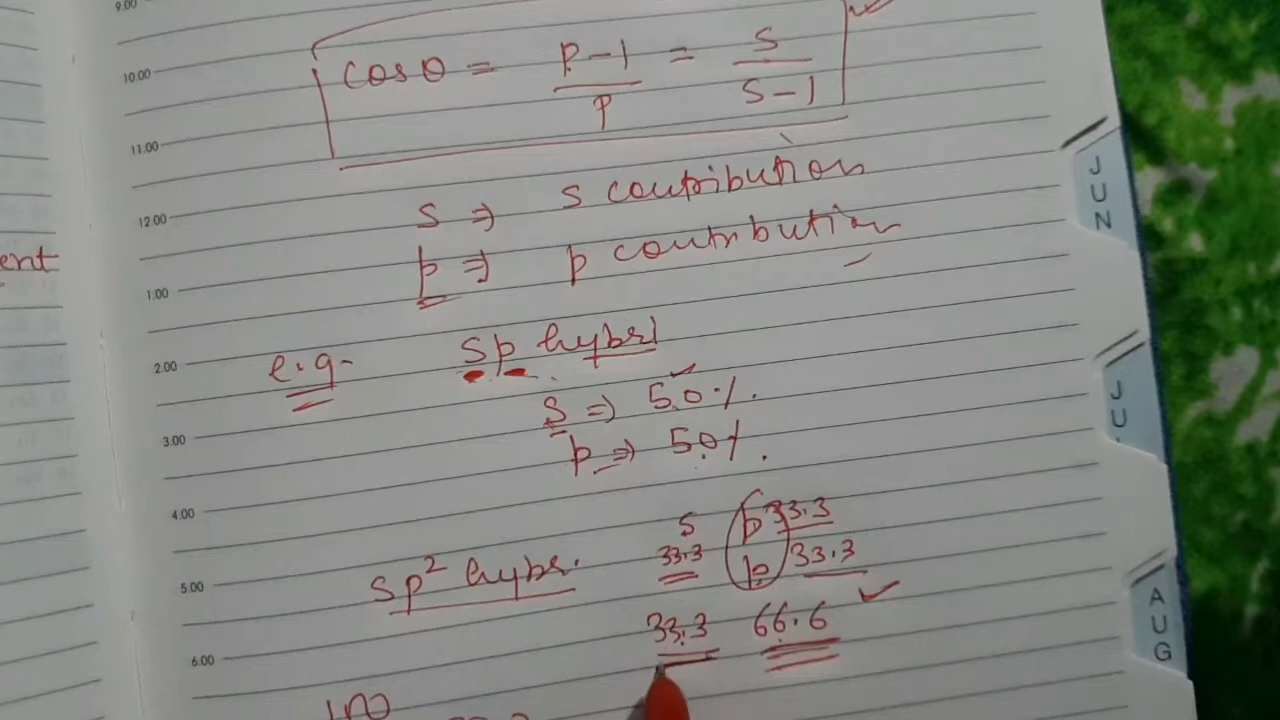 9.00
10.00
cosθ = P-1/P = S/S-1
11.00
S ⇒ S contribution
12.00
p ⇒ p contribution
ent
1.00
e.g- sp hybri
2.00
S ⇒ 50%.
3.00
p ⇒ 50%.
4.00
S p 33.3
33.3 p 33.3
sp² hybr.
5.00
33.3 66.6
6.00
JUN
JU
AUG